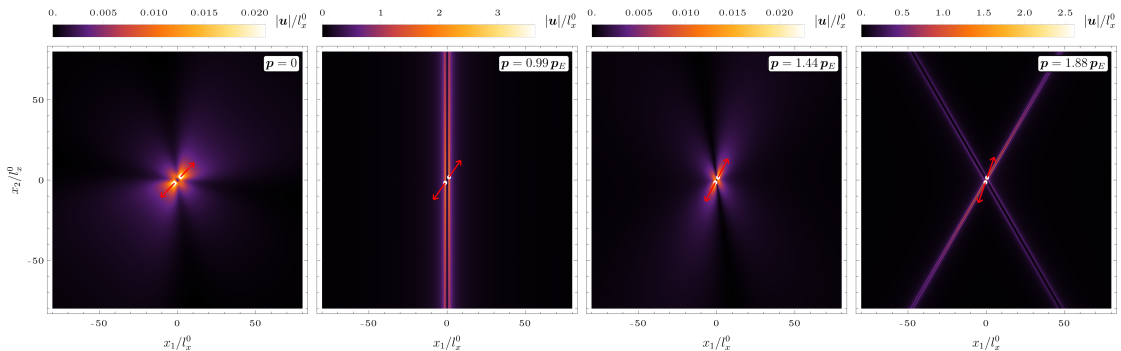 0. 0.005 0.010 0.015 0.020 |u|/l_x^0
0 1 2 3 |u|/l_x^0
0. 0.005 0.010 0.015 0.020 |u|/l_x^0
0 0.5 1.0 1.5 2.0 2.5 |u|/l_x^0
p = 0
p = 0.99 p_E
p = 1.44 p_E
p = 1.88 p_E
50
0
-50
x_2/l_x^0
-50 0 50
-50 0 50
-50 0 50
-50 0 50
x_1/l_x^0
x_1/l_x^0
x_1/l_x^0
x_1/l_x^0